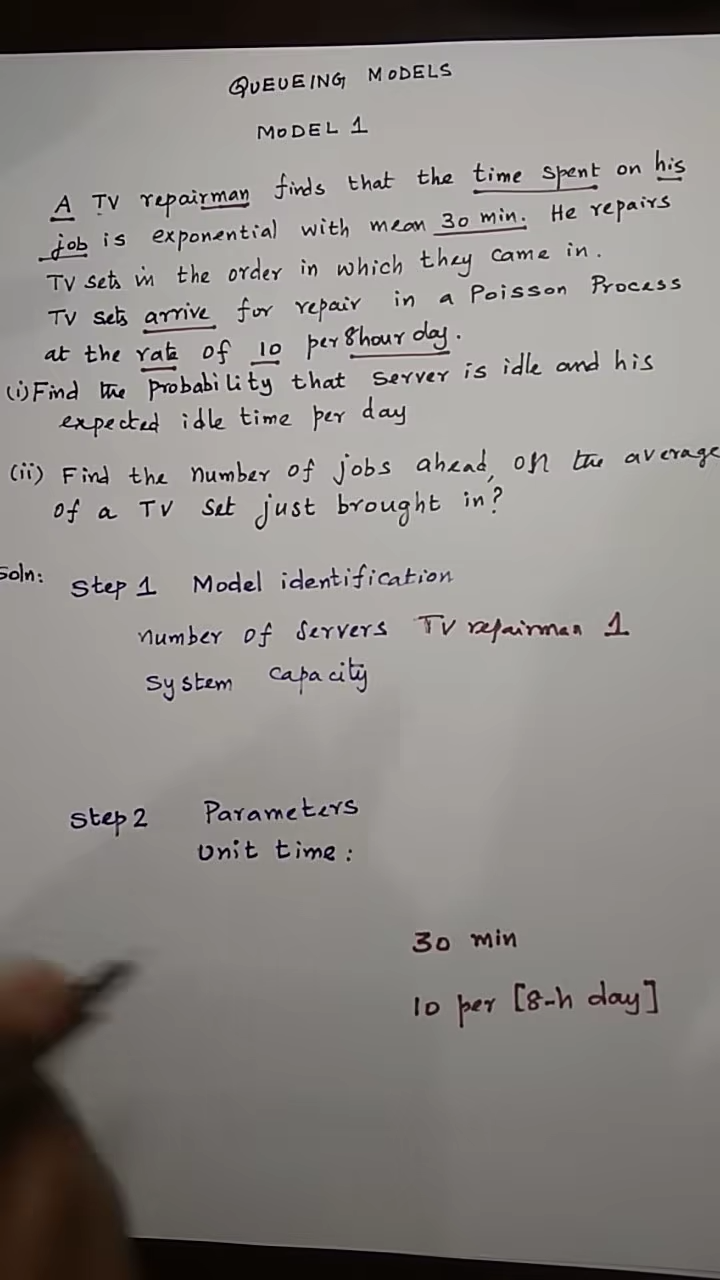 QUEUEING MODELS
MODEL 1
A TV repairman finds that the time spent on his
job is exponential with mean 30 min. He repairs
TV sets in the order in which they came in.
TV sets arrive for repair in a Poisson Process
at the rate of 10 per 8hour day.
(i) Find the probability that server is idle and his
expected idle time per day
(ii) Find the number of jobs ahead, on the average
of a TV set just brought in?
Soln: Step 1 Model identification
number of servers TV repairman 1
System capacity
Step 2 Parameters
Unit time:
30 min
10 per [8-h day]